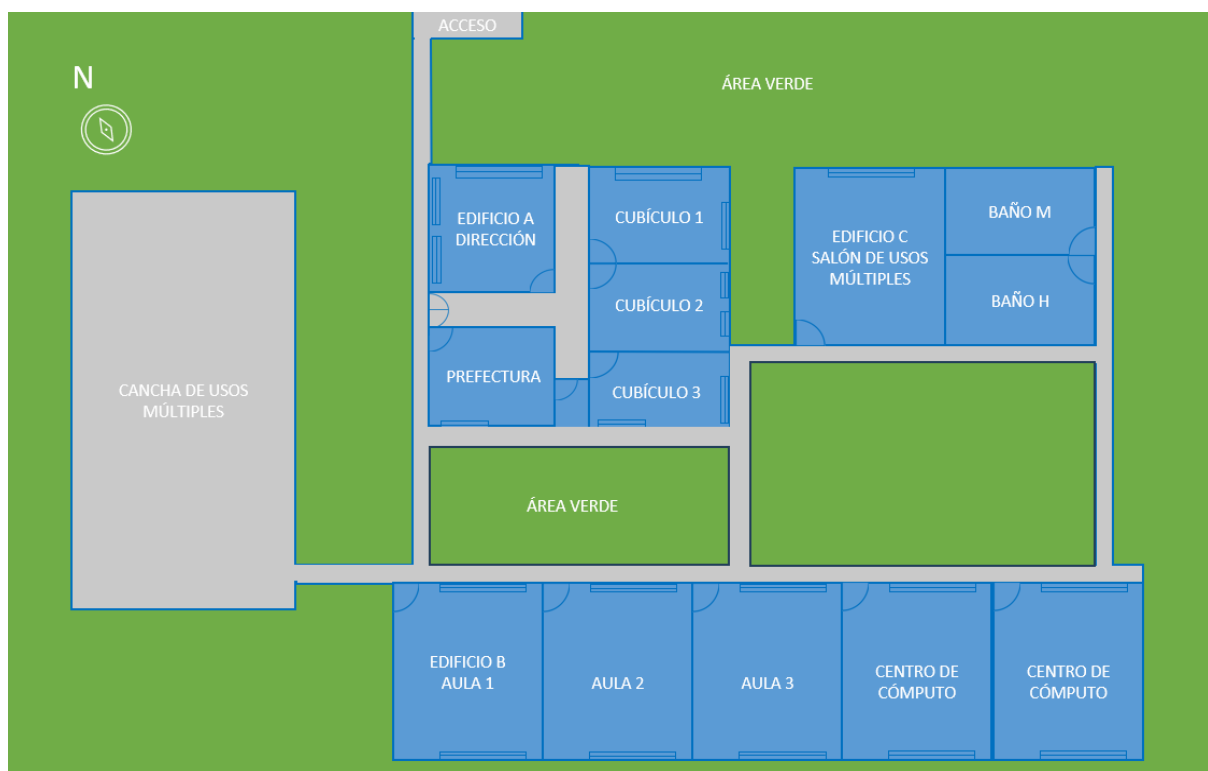 ACCESO
N
ÁREA VERDE
EDIFICIO A
DIRECCIÓN
CUBÍCULO 1
EDIFICIO C
SALÓN DE USOS
MÚLTIPLES
BAÑO M
CUBÍCULO 2
BAÑO H
PREFECTURA
CUBÍCULO 3
CANCHA DE USOS
MÚLTIPLES
ÁREA VERDE
EDIFICIO B
AULA 1
AULA 2
AULA 3
CENTRO DE
CÓMPUTO
CENTRO DE
CÓMPUTO